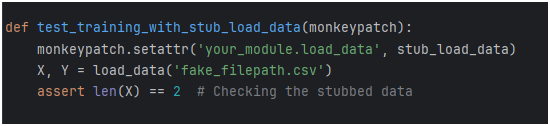 def test_training_with_stub_load_data(monkeypatch):
    monkeypatch.setattr('your_module.load_data', stub_load_data)
    X, Y = load_data('fake_filepath.csv')
    assert len(X) == 2  # Checking the stubbed data